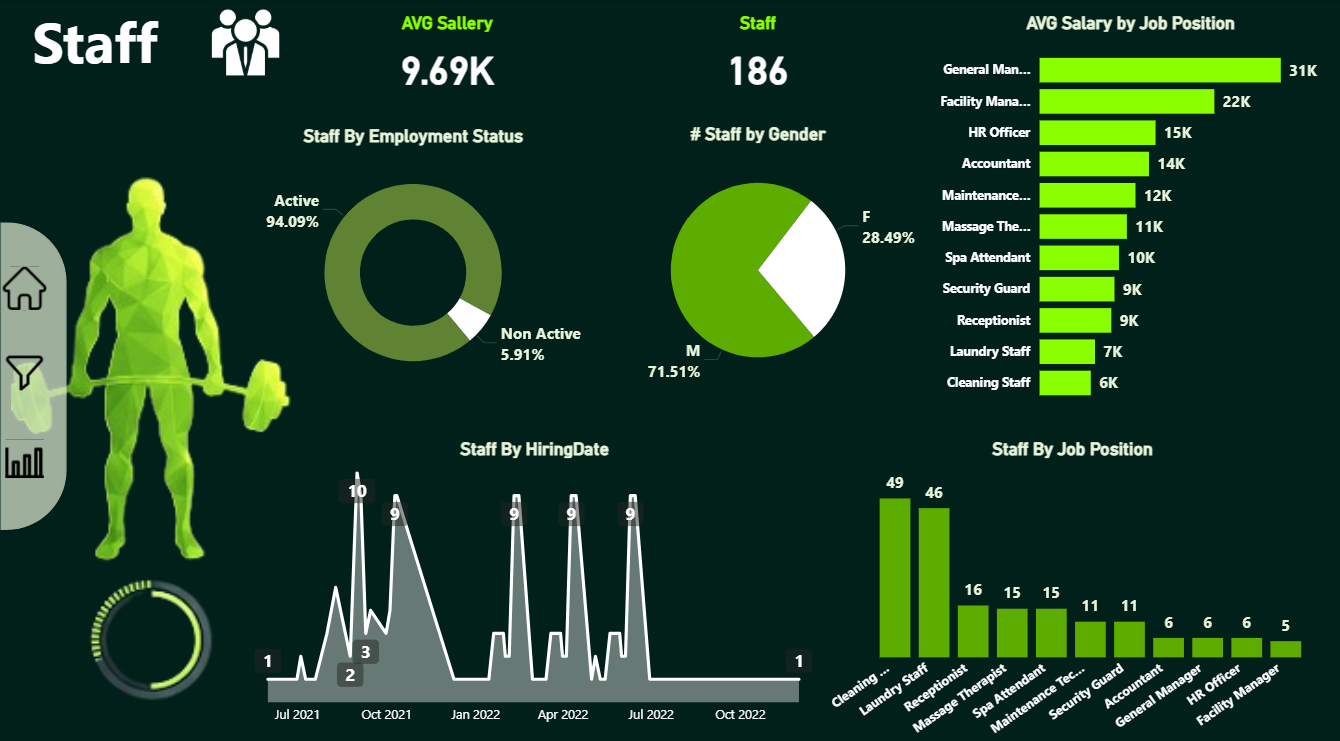 Staff
AVG Sallery
9.69K
Staff
186
AVG Salary by Job Position
General Man...
31K
Facility Mana...
22K
HR Officer
15K
Accountant
14K
Maintenance...
12K
Massage The...
11K
Spa Attendant
10K
Security Guard
9K
Receptionist
9K
Laundry Staff
7K
Cleaning Staff
6K
Staff By Employment Status
Active
94.09%
Non Active
5.91%
# Staff by Gender
F
28.49%
M
71.51%
Staff By HiringDate
1
10
9
2
3
9
9
9
1
Jul 2021
Oct 2021
Jan 2022
Apr 2022
Jul 2022
Oct 2022
Staff By Job Position
49
46
16
15
15
11
11
6
6
6
5
Cleaning ...
Laundry Staff
Receptionist
Massage Therapist
Spa Attendant
Maintenance Tec...
Security Guard
Accountant
General Manager
HR Officer
Facility Manager